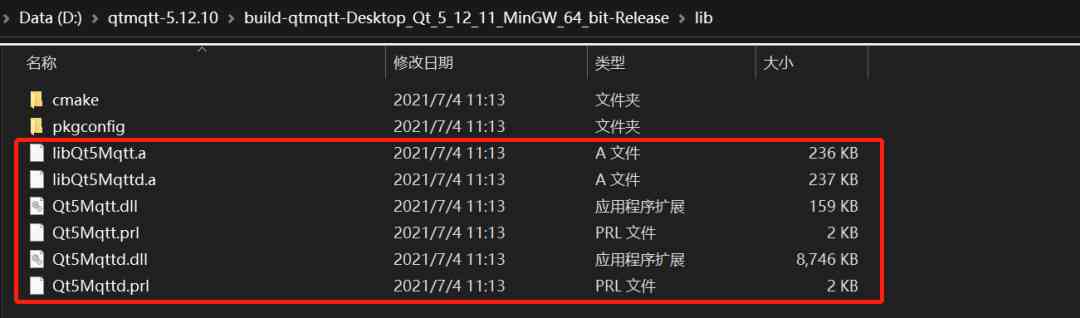 Data (D:) > qtmqtt-5.12.10 > build-qtmqtt-Desktop_Qt_5_12_11_MinGW_64_bit-Release > lib
名称 修改日期 类型 大小
cmake 2021/7/4 11:13 文件夹
pkgconfig 2021/7/4 11:13 文件夹
libQt5Mqtt.a 2021/7/4 11:13 A 文件 236 KB
libQt5Mqttd.a 2021/7/4 11:13 A 文件 237 KB
Qt5Mqtt.dll 2021/7/4 11:13 应用程序扩展 159 KB
Qt5Mqtt.prl 2021/7/4 11:13 PRL 文件 2 KB
Qt5Mqttd.dll 2021/7/4 11:13 应用程序扩展 8,746 KB
Qt5Mqttd.prl 2021/7/4 11:13 PRL 文件 2 KB